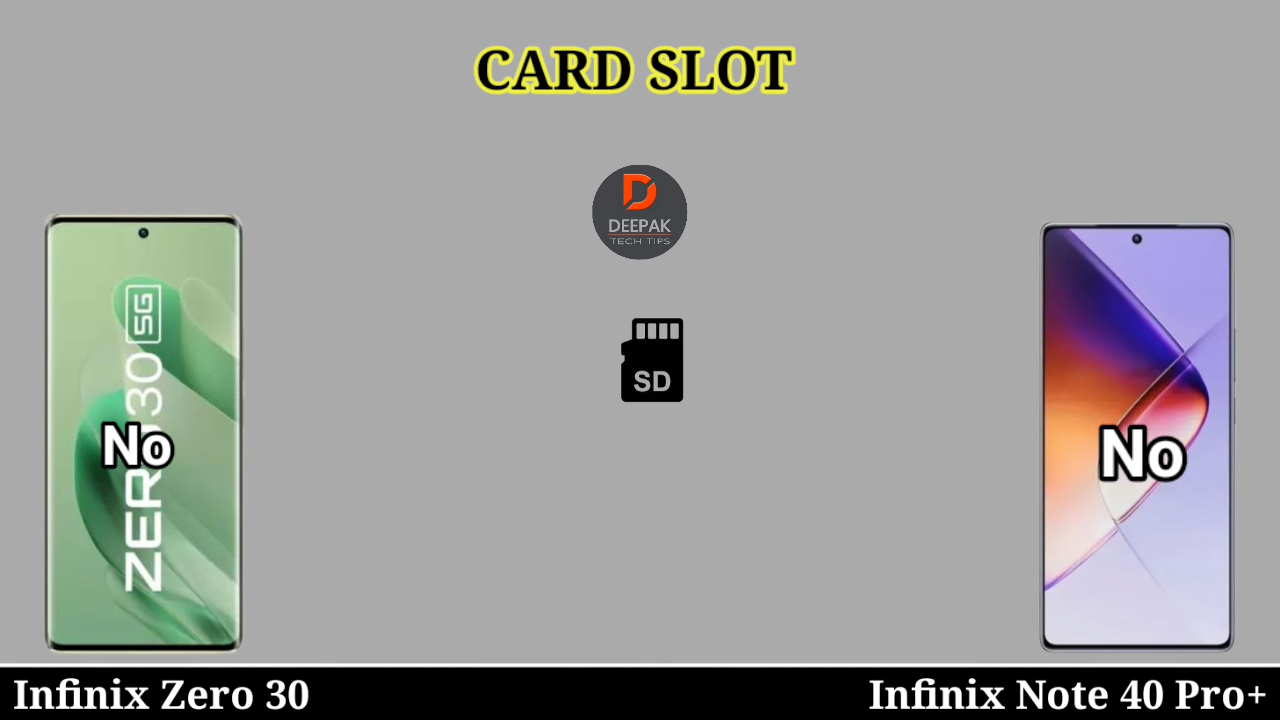 CARD SLOT
DEEPAK
TECH TIPS
SD
ZERO 30 5G
No
No
Infinix Zero 30
Infinix Note 40 Pro+